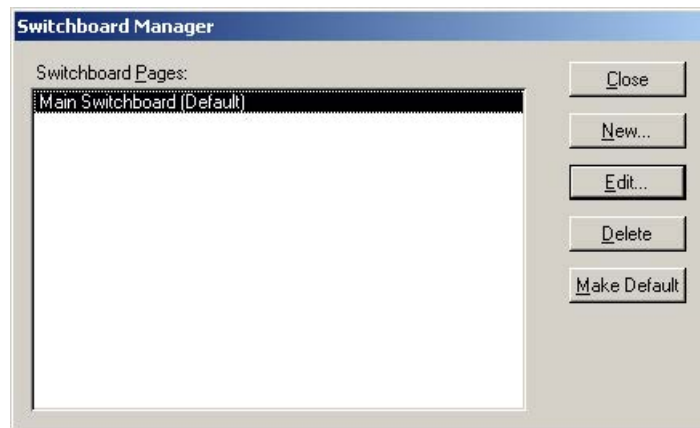 Switchboard Manager
Switchboard Pages:
Main Switchboard (Default)
Close
New...
Edit...
Delete
Make Default